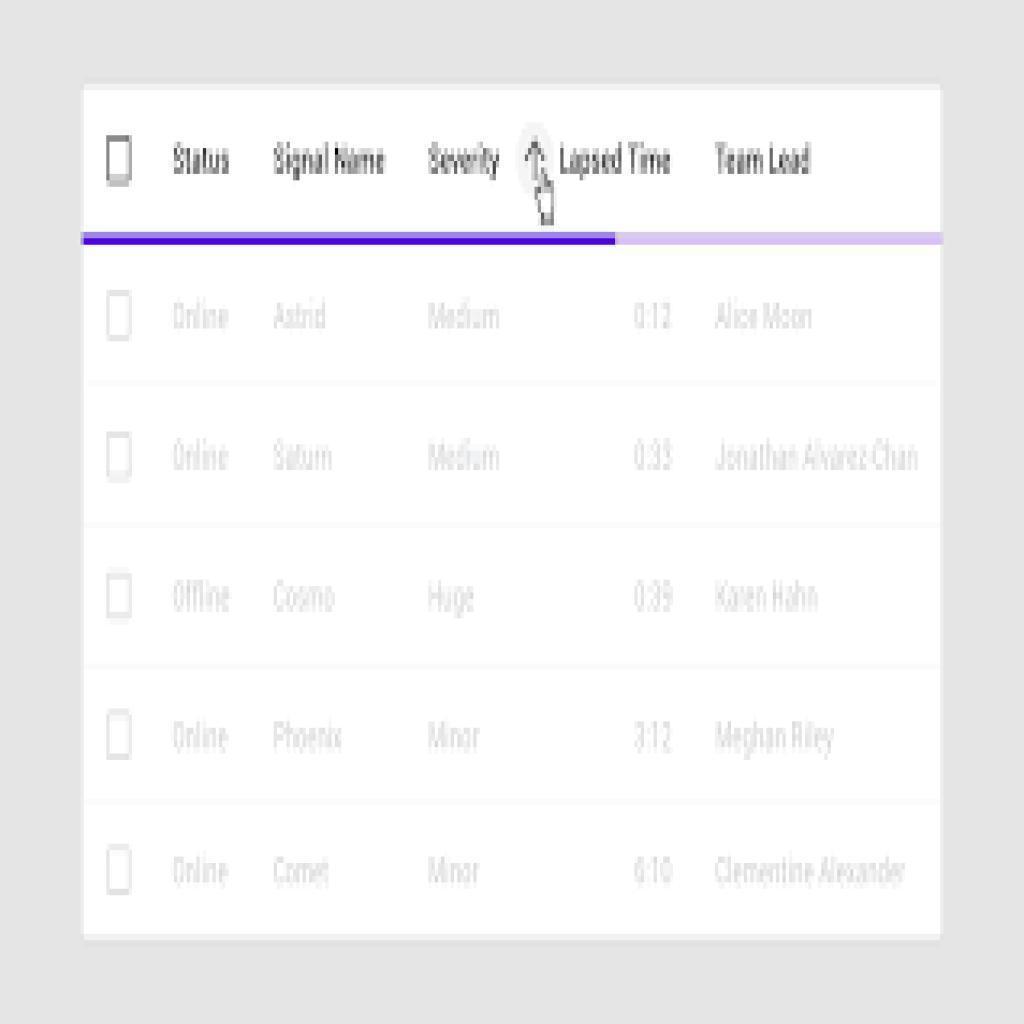 Status Signal Name Severity Lapsed Time Team Lead
Online Astrid Medium 0:12 Alice Moon
Online Saturn Medium 0:33 Jonathan Alvarez Chan
Offline Cosmo Huge 0:39 Karen Hahn
Online Phoenix Minor 3:12 Meghan Riley
Online Comet Minor 6:10 Clementine Alexander